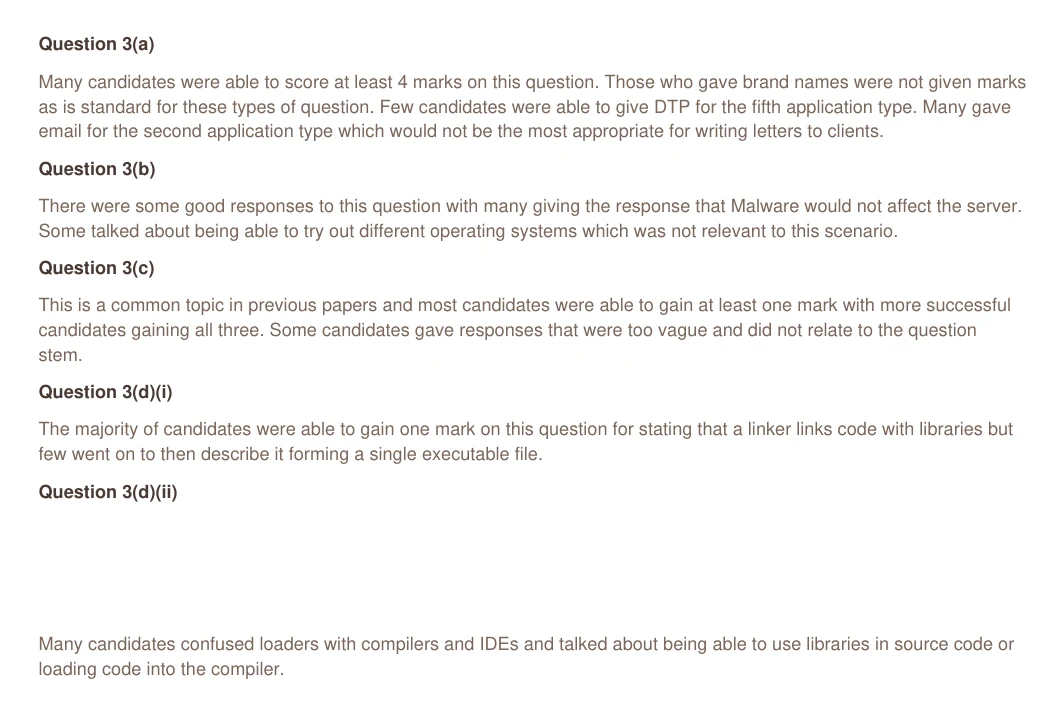 Question 3(a)
Many candidates were able to score at least 4 marks on this question. Those who gave brand names were not given marks
as is standard for these types of question. Few candidates were able to give DTP for the fifth application type. Many gave
email for the second application type which would not be the most appropriate for writing letters to clients.
Question 3(b)
There were some good responses to this question with many giving the response that Malware would not affect the server.
Some talked about being able to try out different operating systems which was not relevant to this scenario.
Question 3(c)
This is a common topic in previous papers and most candidates were able to gain at least one mark with more successful
candidates gaining all three. Some candidates gave responses that were too vague and did not relate to the question
stem.
Question 3(d)(i)
The majority of candidates were able to gain one mark on this question for stating that a linker links code with libraries but
few went on to then describe it forming a single executable file.
Question 3(d)(ii)
Many candidates confused loaders with compilers and IDEs and talked about being able to use libraries in source code or
loading code into the compiler.